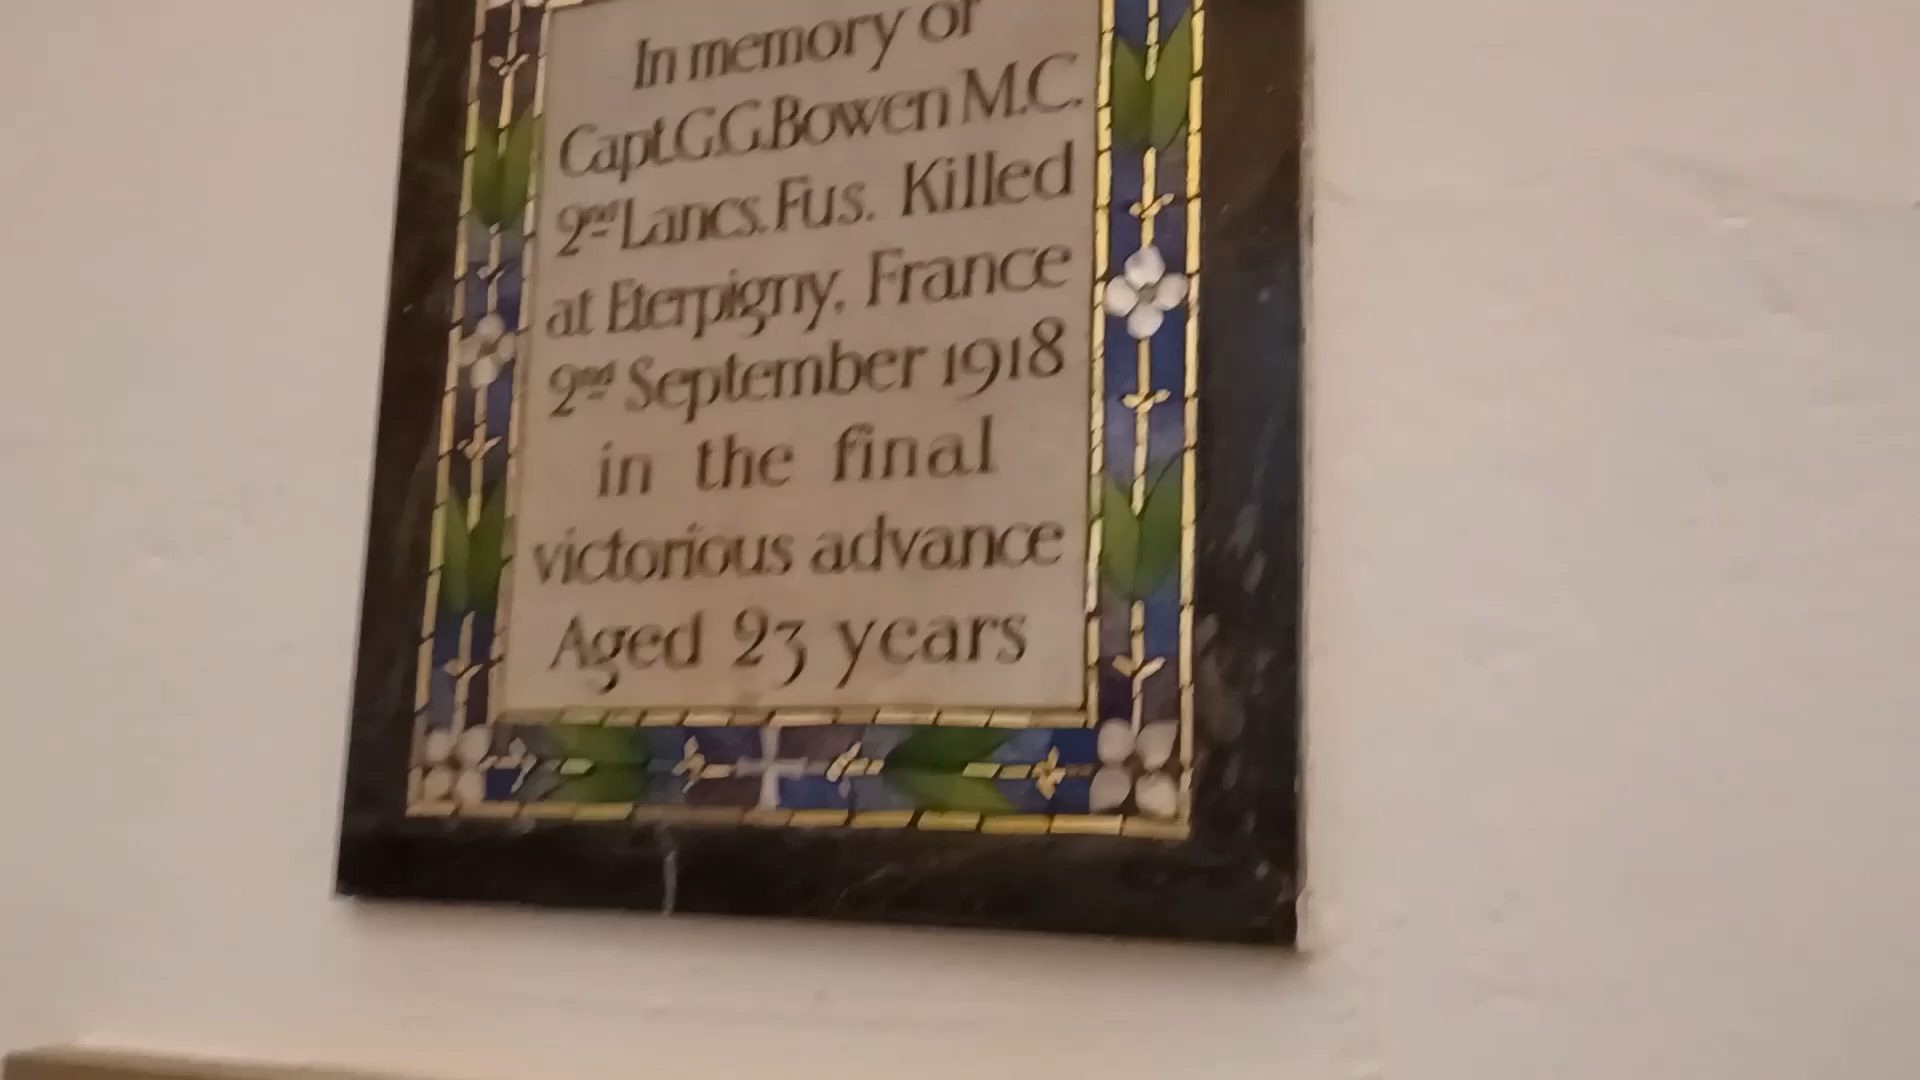 In memory of
Capt. G.G. Bowen M.C.
2nd Lancs. Fus. Killed
at Eterpigny, France
2nd September 1918
in the final
victorious advance
Aged 23 years